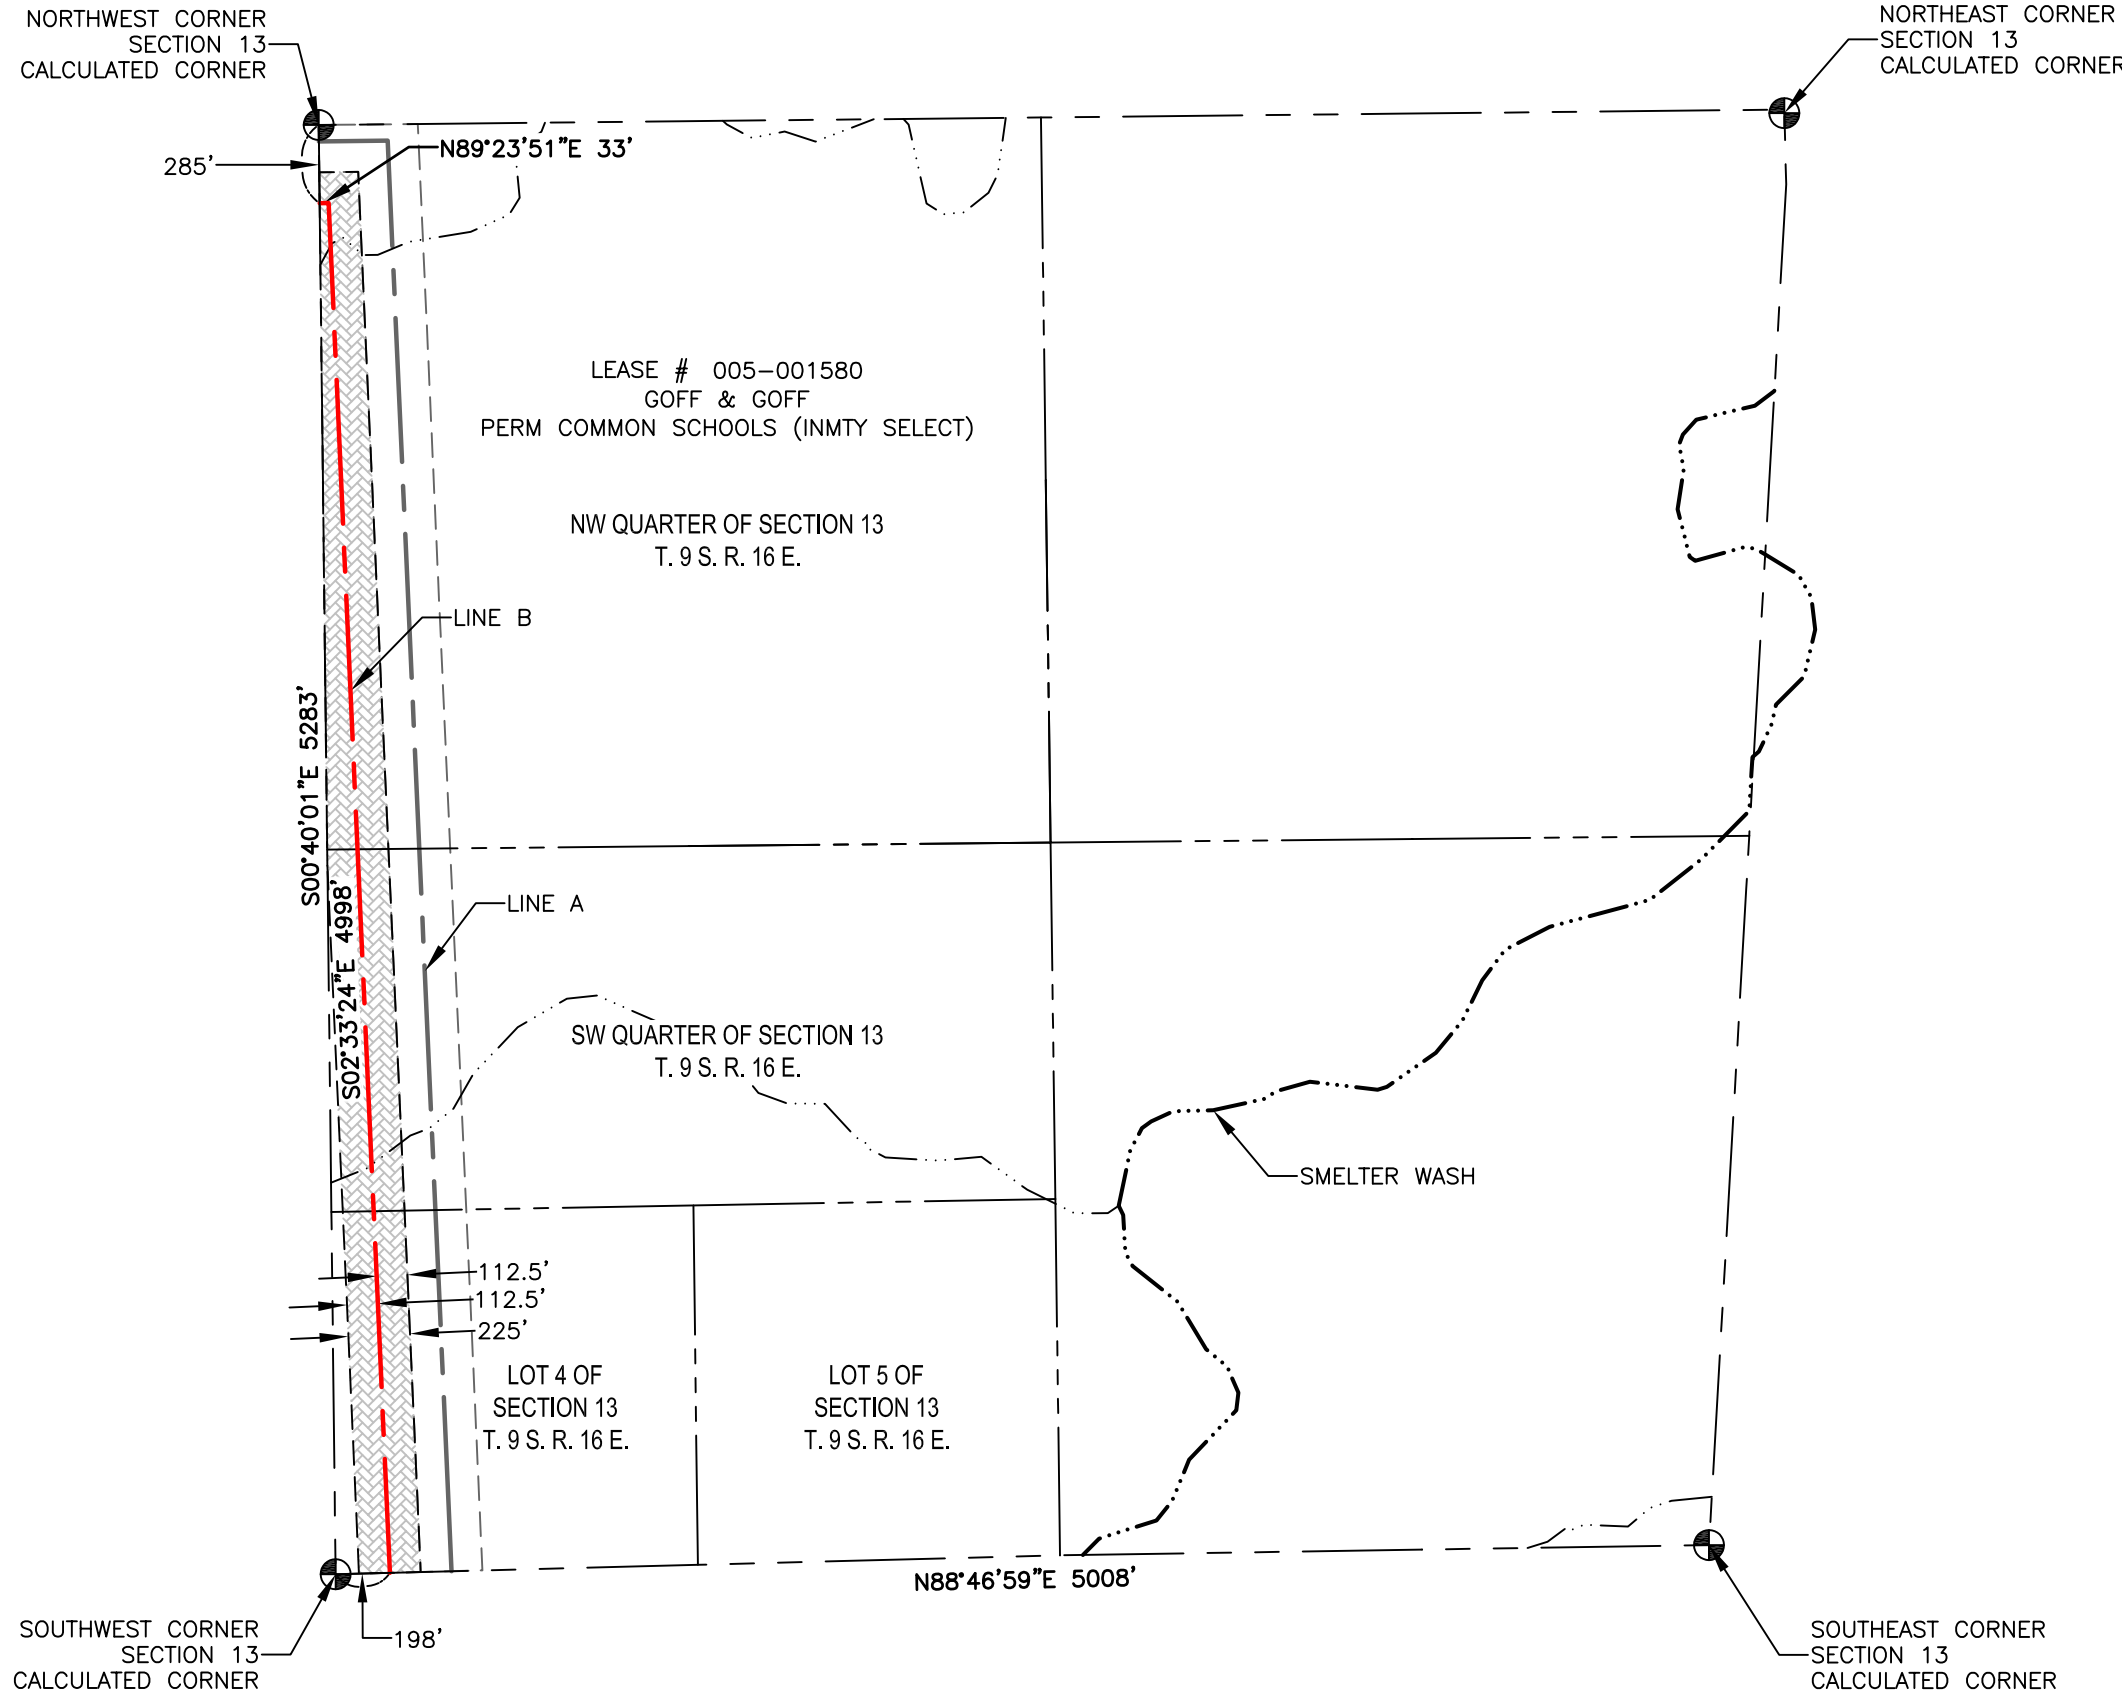 NORTHWEST CORNER
SECTION 13
CALCULATED CORNER
NORTHEAST CORNER
SECTION 13
CALCULATED CORNER
N89°23'51"E 33'
285'
LEASE # 005-001580
GOFF & GOFF
PERM COMMON SCHOOLS (INMTY SELECT)
NW QUARTER OF SECTION 13
T. 9 S. R. 16 E.
LINE B
S00°40'01"E 5283'
S02°33'24"E 4998'
LINE A
SW QUARTER OF SECTION 13
T. 9 S. R. 16 E.
SMELTER WASH
112.5'
112.5'
225'
LOT 4 OF
SECTION 13
T. 9 S. R. 16 E.
LOT 5 OF
SECTION 13
T. 9 S. R. 16 E.
N88°46'59"E 5008'
198'
SOUTHWEST CORNER
SECTION 13
CALCULATED CORNER
SOUTHEAST CORNER
SECTION 13
CALCULATED CORNER